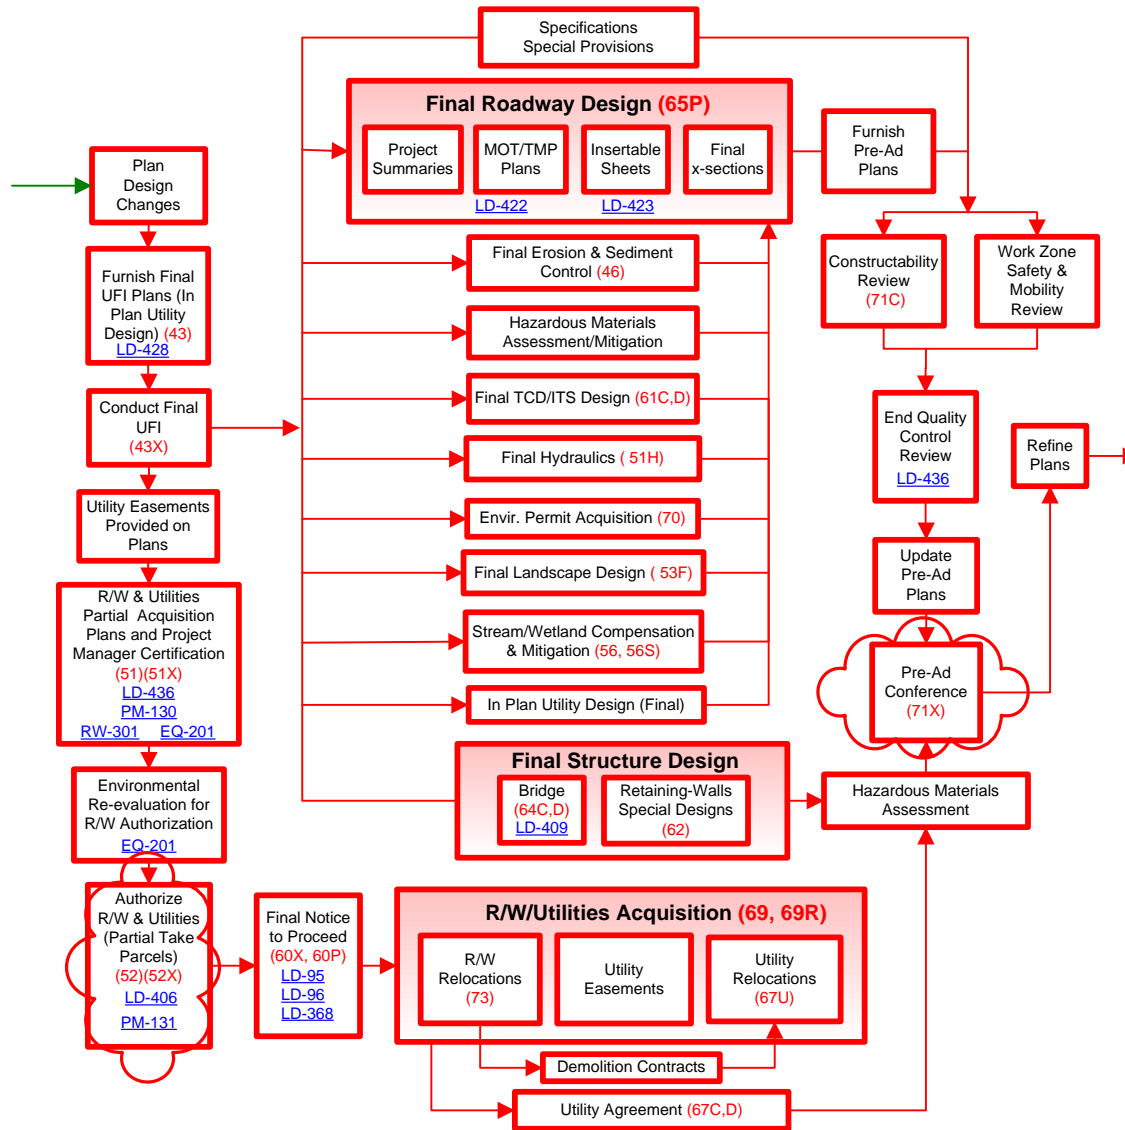 Specifications
Special Provisions
Final Roadway Design (65P)
Project
Summaries
MOT/TMP
Plans
LD-422
Insertable
Sheets
LD-423
Final
x-sections
Furnish
Pre-Ad
Plans
Plan
Design
Changes
Furnish Final
UFI Plans (In
Plan Utility
Design) (43)
LD-428
Conduct Final
UFI
(43X)
Utility Easements
Provided on
Plans
R/W & Utilities
Partial Acquisition
Plans and Project
Manager Certification
(51)(51X)
LD-436
PM-130
RW-301 EQ-201
Environmental
Re-evaluation for
R/W Authorization
EQ-201
Authorize
R/W & Utilities
(Partial Take
Parcels)
(52)(52X)
LD-406
PM-131
Final Notice
to Proceed
(60X, 60P)
LD-95
LD-96
LD-368
Final Erosion & Sediment
Control (46)
Hazardous Materials
Assessment/Mitigation
Final TCD/ITS Design (61C,D)
Final Hydraulics ( 51H)
Envir. Permit Acquisition (70)
Final Landscape Design ( 53F)
Stream/Wetland Compensation
& Mitigation (56, 56S)
In Plan Utility Design (Final)
Final Structure Design
Bridge
(64C,D)
LD-409
Retaining-Walls
Special Designs
(62)
R/W/Utilities Acquisition (69, 69R)
R/W
Relocations
(73)
Utility
Easements
Utility
Relocations
(67U)
Demolition Contracts
Utility Agreement (67C,D)
Constructability
Review
(71C)
Work Zone
Safety &
Mobility
Review
End Quality
Control
Review
LD-436
Update
Pre-Ad
Plans
Pre-Ad
Conference
(71X)
Hazardous Materials
Assessment
Refine
Plans